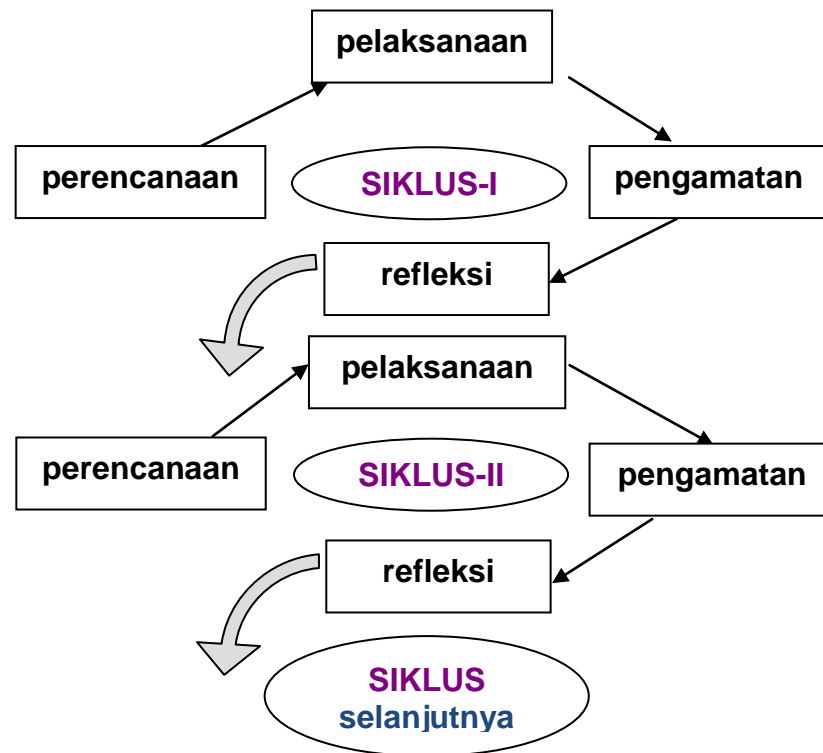 pelaksanaan
perencanaan
SIKLUS-I
pengamatan
refleksi
pelaksanaan
perencanaan
SIKLUS-II
pengamatan
refleksi
SIKLUS
selanjutnya